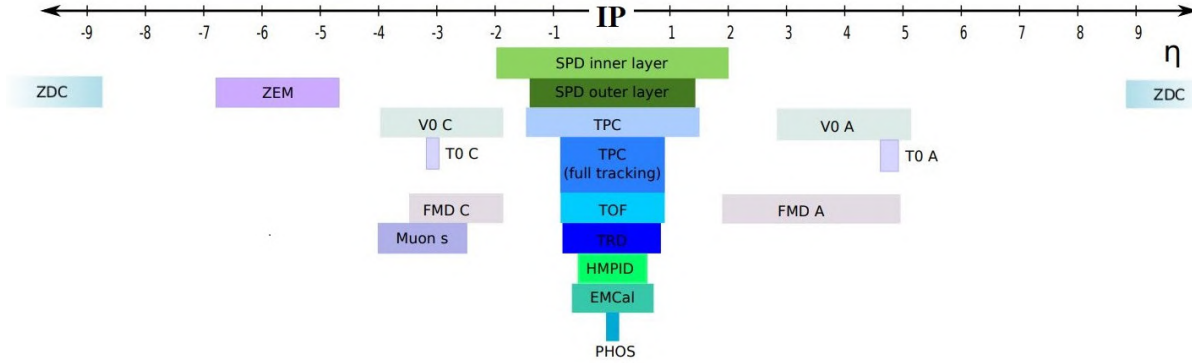 IP
-9 -8 -7 -6 -5 -4 -3 -2 -1 1 2 3 4 5 6 7 8 9
η
SPD inner layer
ZDC ZEM SPD outer layer ZDC
V0 C TPC V0 A
T0 C TPC T0 A
(full tracking)
FMD C TOF FMD A
Muon s TRD
HMPID
EMCal
PHOS